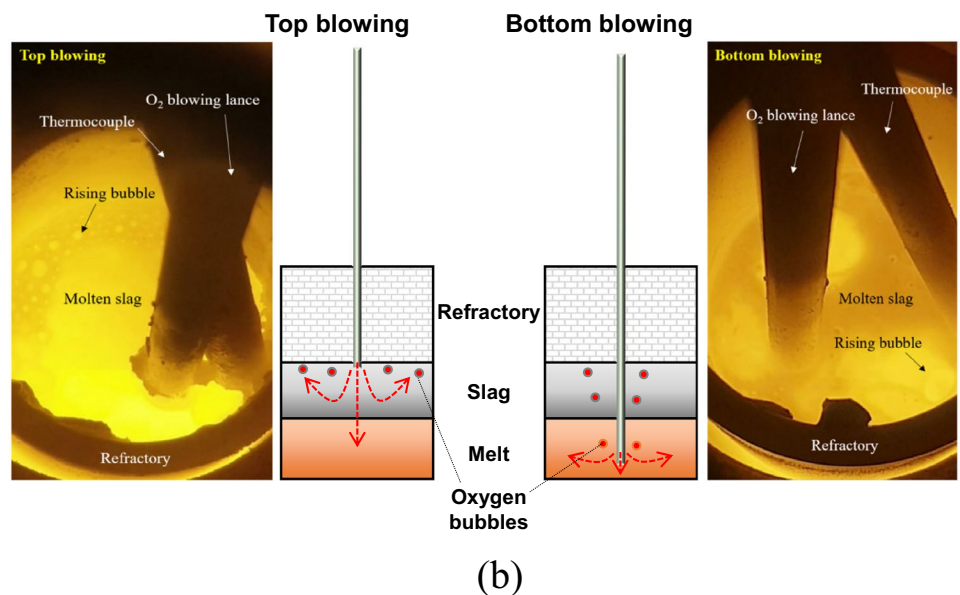 Top blowing
Bottom blowing
Top blowing
O₂ blowing lance
Thermocouple
Rising bubble
Molten slag
Refractory
Refractory
Slag
Melt
Oxygen
bubbles
Bottom blowing
Thermocouple
O₂ blowing lance
Molten slag
Rising bubble
Refractory
(b)